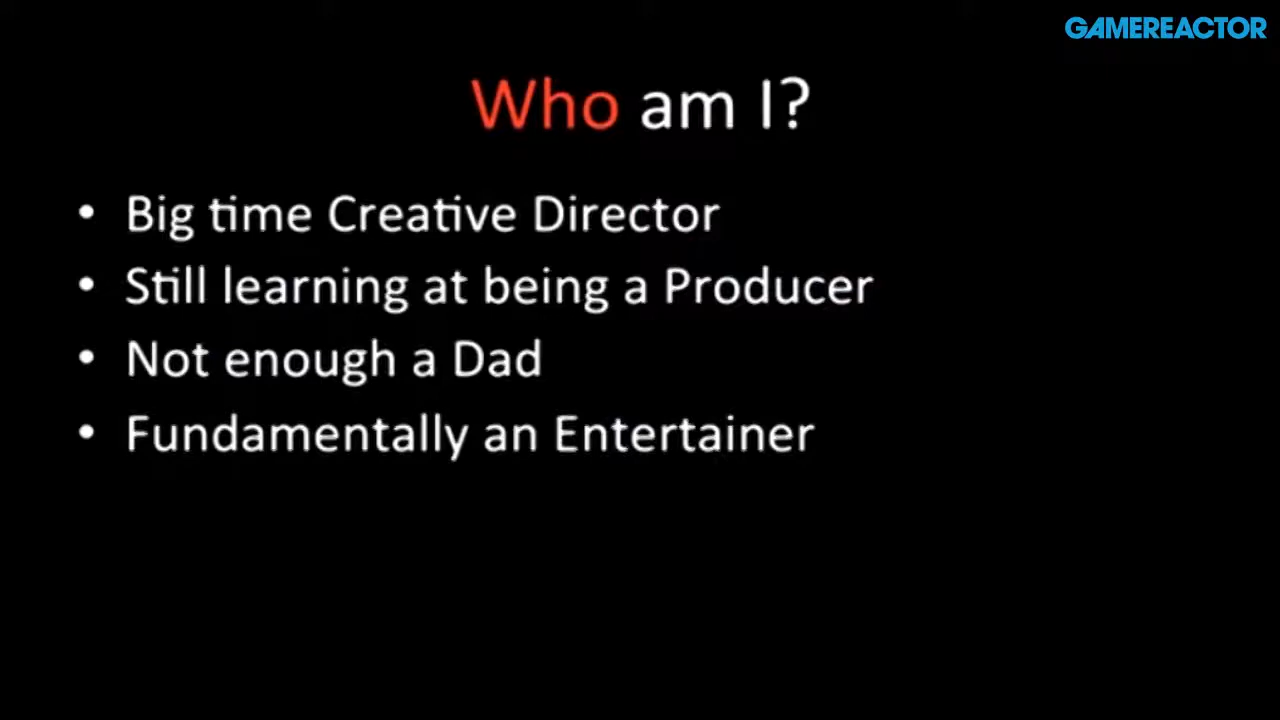 GAMEREACTOR
Who am I?
• Big time Creative Director
• Still learning at being a Producer
• Not enough a Dad
• Fundamentally an Entertainer